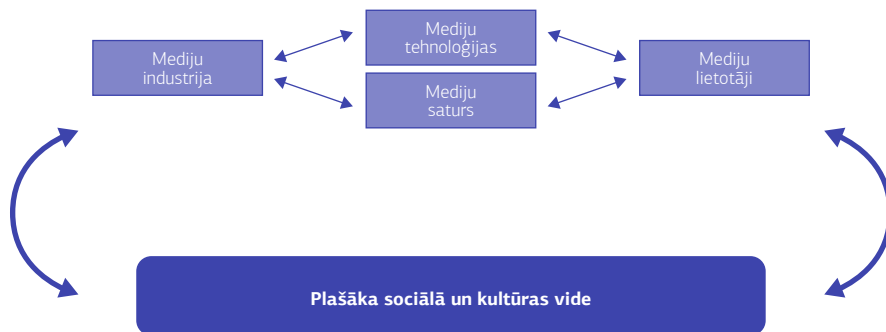 Mediju
industrija
Mediju
tehnoloģijas
Mediju
saturs
Mediju
lietotāji
Plašāka sociālā un kultūras vide